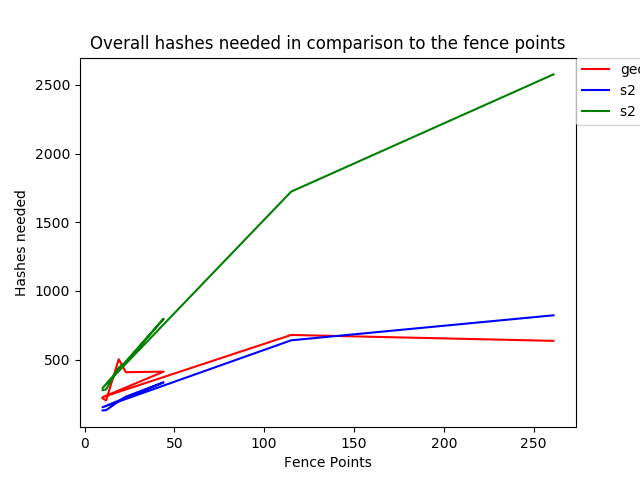 Overall hashes needed in comparison to the fence points
2500
2000
1500
1000
500
Hashes needed
0
50
100
150
200
250
Fence Points
s2
s2